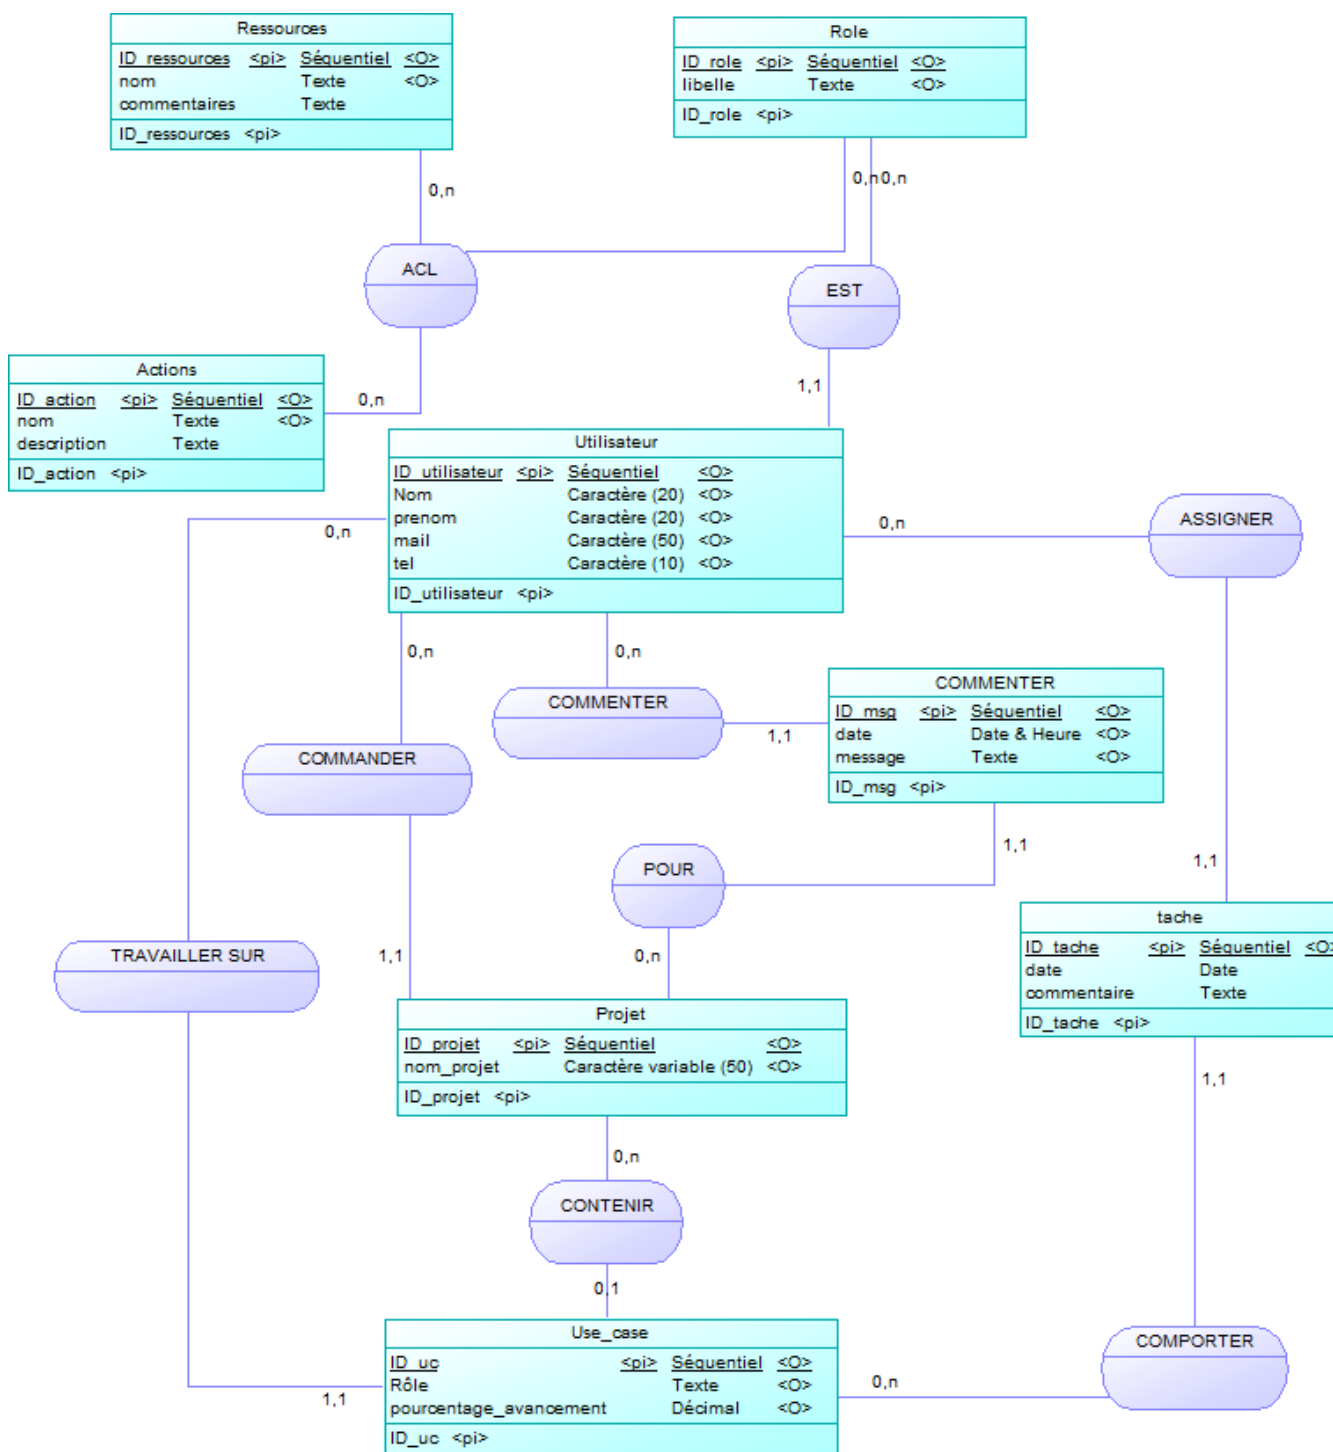 Ressources
ID_ressources <pi> Séquentiel <O>
nom Texte <O>
commentaires Texte
ID_ressources <pi>
Role
ID_role <pi> Séquentiel <O>
libelle Texte <O>
ID_role <pi>
0,n
0,n
0,n
ACL
EST
1,1
Actions
ID_action <pi> Séquentiel <O>
nom Texte <O>
description Texte
ID_action <pi>
0,n
Utilisateur
ID_utilisateur <pi> Séquentiel <O>
Nom Caractère (20) <O>
prenom Caractère (20) <O>
mail Caractère (50) <O>
tel Caractère (10) <O>
ID_utilisateur <pi>
0,n
0,n
ASSIGNER
0,n
0,n
COMMENTER
1,1
COMMENTER
ID_msg <pi> Séquentiel <O>
date Date & Heure <O>
message Texte <O>
ID_msg <pi>
COMMANDER
1,1
POUR
1,1
0,n
1,1
TRAVAILLER SUR
tache
ID_tache <pi> Séquentiel <O>
date Date
commentaire Texte
ID_tache <pi>
Projet
ID_projet <pi> Séquentiel <O>
nom_projet Caractère variable (50) <O>
ID_projet <pi>
1,1
0,n
CONTENIR
0,1
COMPORTER
0,n
1,1
Use_case
ID_uc <pi> Séquentiel <O>
Rôle Texte <O>
pourcentage_avancement Décimal <O>
ID_uc <pi>